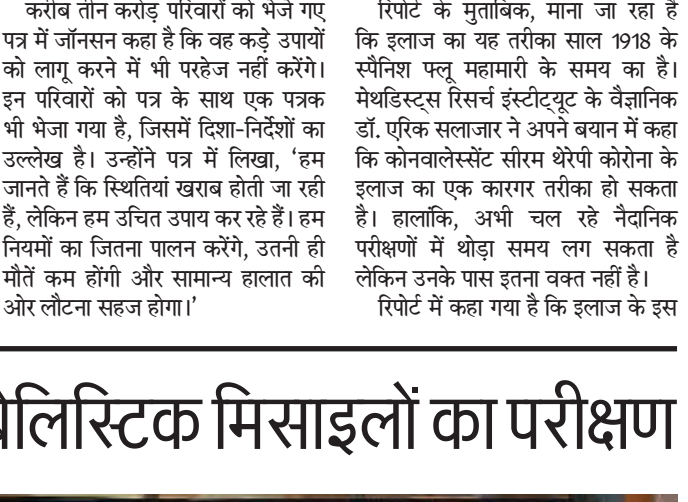 करीब तीन करोड़ परिवारों को भेजे गए
पत्र में जॉनसन कहा है कि वह कड़े उपायों
को लागू करने में भी परहेज नहीं करेंगे।
इन परिवारों को पत्र के साथ एक पत्रक
भी भेजा गया है, जिसमें दिशा-निर्देशों का
उल्लेख है। उन्होंने पत्र में लिखा, ‘हम
जानते हैं कि स्थितियां खराब होती जा रही
हैं, लेकिन हम उचित उपाय कर रहे हैं। हम
नियमों का जितना पालन करेंगे, उतनी ही
मौतें कम होंगी और सामान्य हालात की
ओर लौटना सहज होगा।’
रिपोर्ट के मुताबिक, माना जा रहा है
कि इलाज का यह तरीका साल 1918 के
स्पैनिश फ्लू महामारी के समय का है।
मेथडिस्ट्स रिसर्च इंस्टीट्यूट के वैज्ञानिक
डॉ. एरिक सलाजार ने अपने बयान में कहा
कि कोनवालेस्सेंट सीरम थेरेपी कोरोना के
इलाज का एक कारगर तरीका हो सकता
है। हालांकि, अभी चल रहे नैदानिक
परीक्षणों में थोड़ा समय लग सकता है
लेकिन उनके पास इतना वक्त नहीं है।
रिपोर्ट में कहा गया है कि इलाज के इस
मिसाइलों का परीक्षण